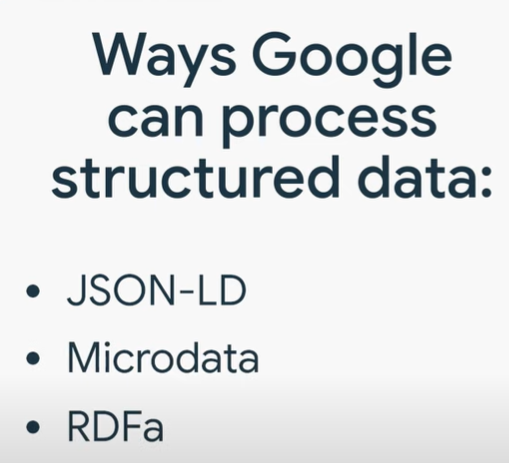 Ways Google
can process
structured data:
• JSON-LD
• Microdata
• RDFa